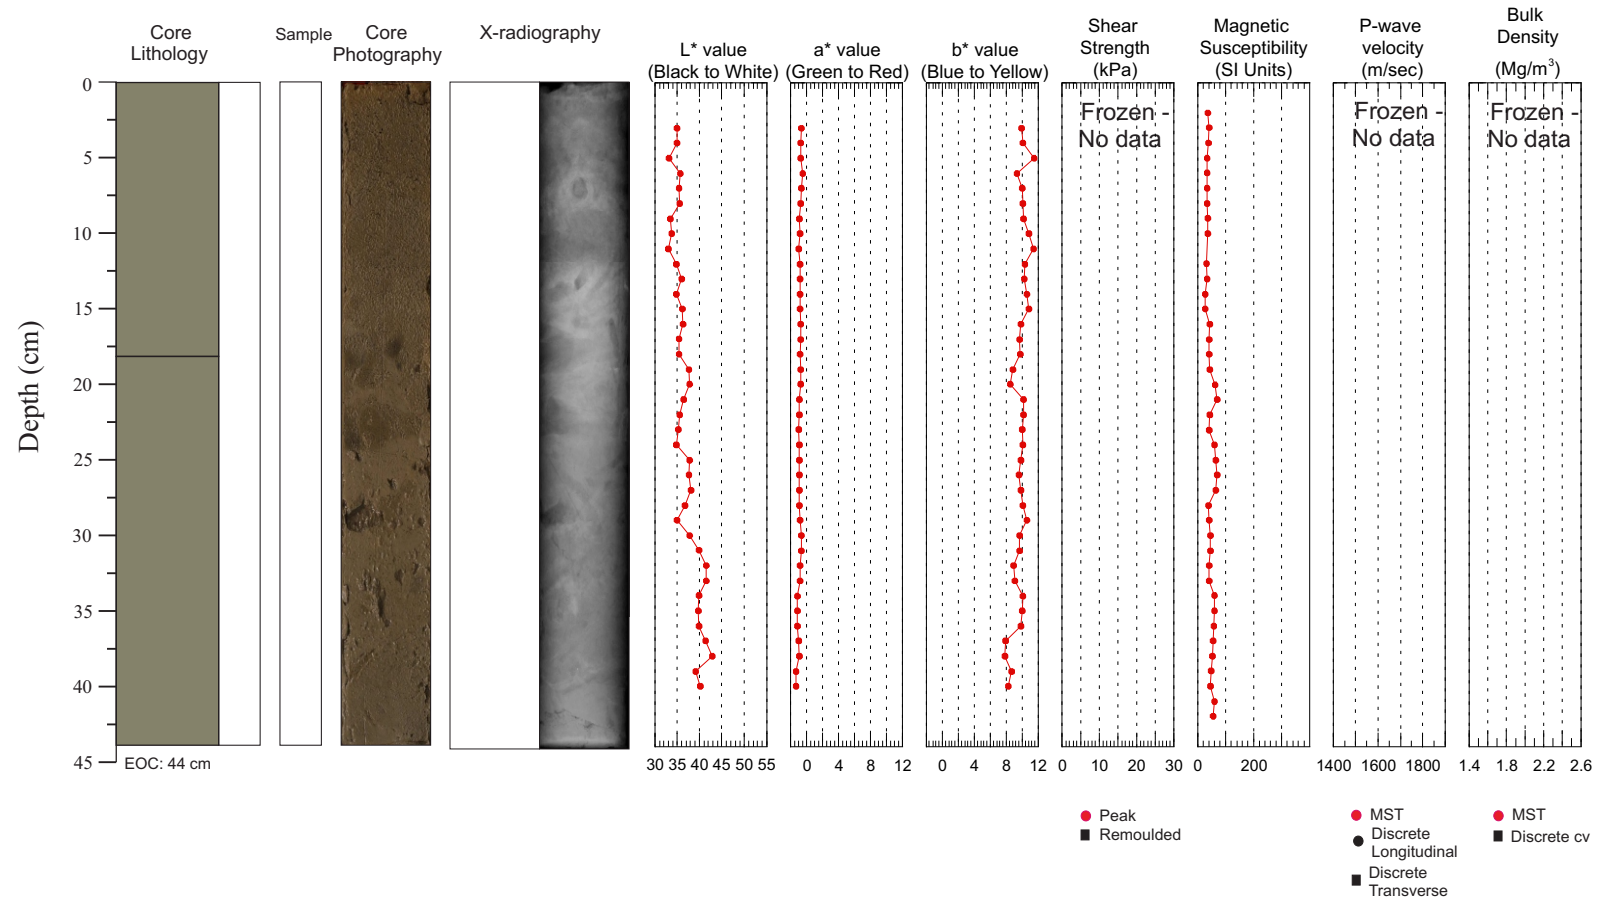 Core
Lithology
Sample
Core
Photography
X-radiography
L* value
(Black to White)
a* value
(Green to Red)
b* value
(Blue to Yellow)
Shear
Strength
(kPa)
Magnetic
Susceptibility
(SI Units)
P-wave
velocity
(m/sec)
Bulk
Density
(Mg/m³)
Depth (cm)
0
5
10
15
20
25
30
35
40
45
EOC: 44 cm
Frozen -
No data
Frozen -
No data
Frozen -
No data
30 35 40 45 50 55
0 4 8 12
0 4 8 12
0 10 20 30
0 200
1400 1600 1800
1.4 1.8 2.2 2.6
Peak
Remoulded
MST
Discrete
Longitudinal
Discrete
Transverse
MST
Discrete cv